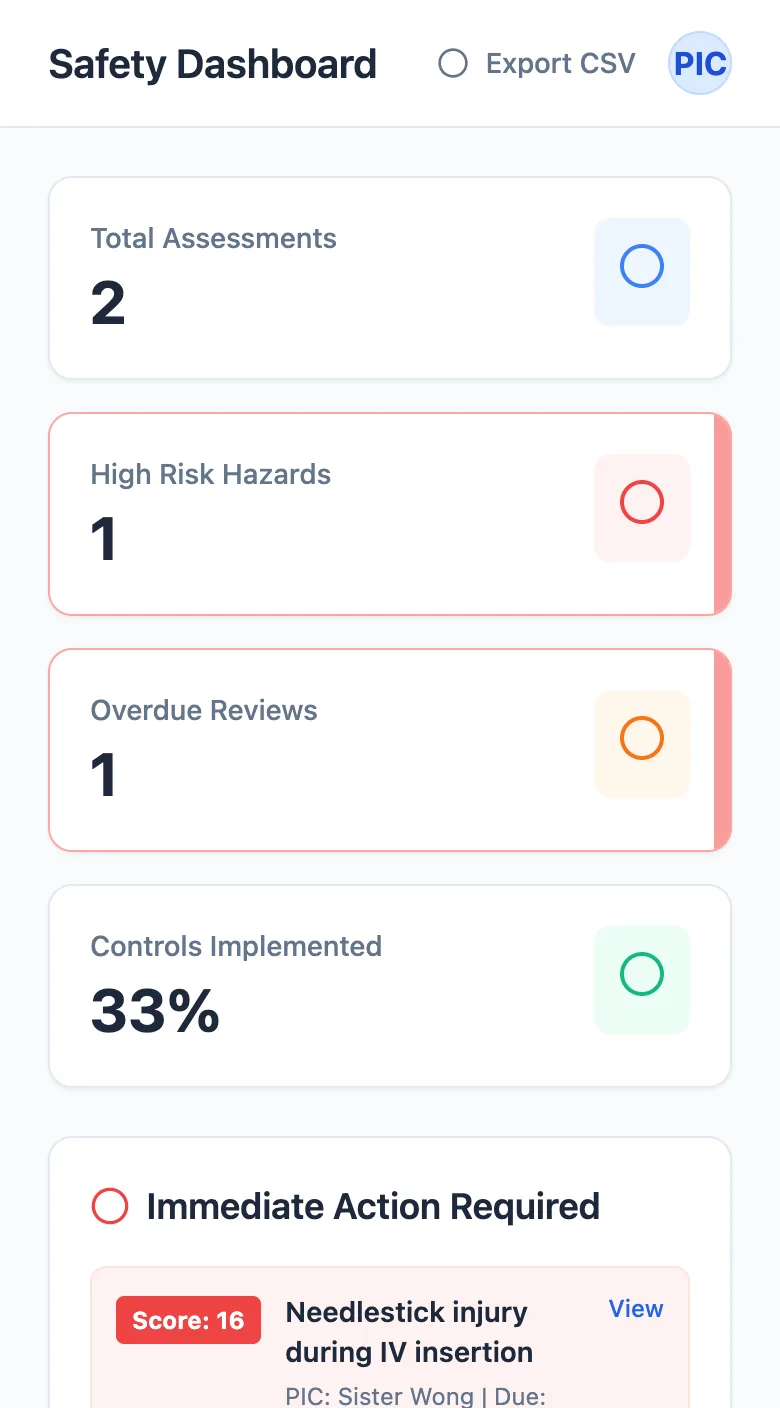 Safety Dashboard
Export CSV
PIC
Total Assessments
2
High Risk Hazards
1
Overdue Reviews
1
Controls Implemented
33%
Immediate Action Required
Score: 16
Needlestick injury
during IV insertion
View
PIC: Sister Wong | Due: